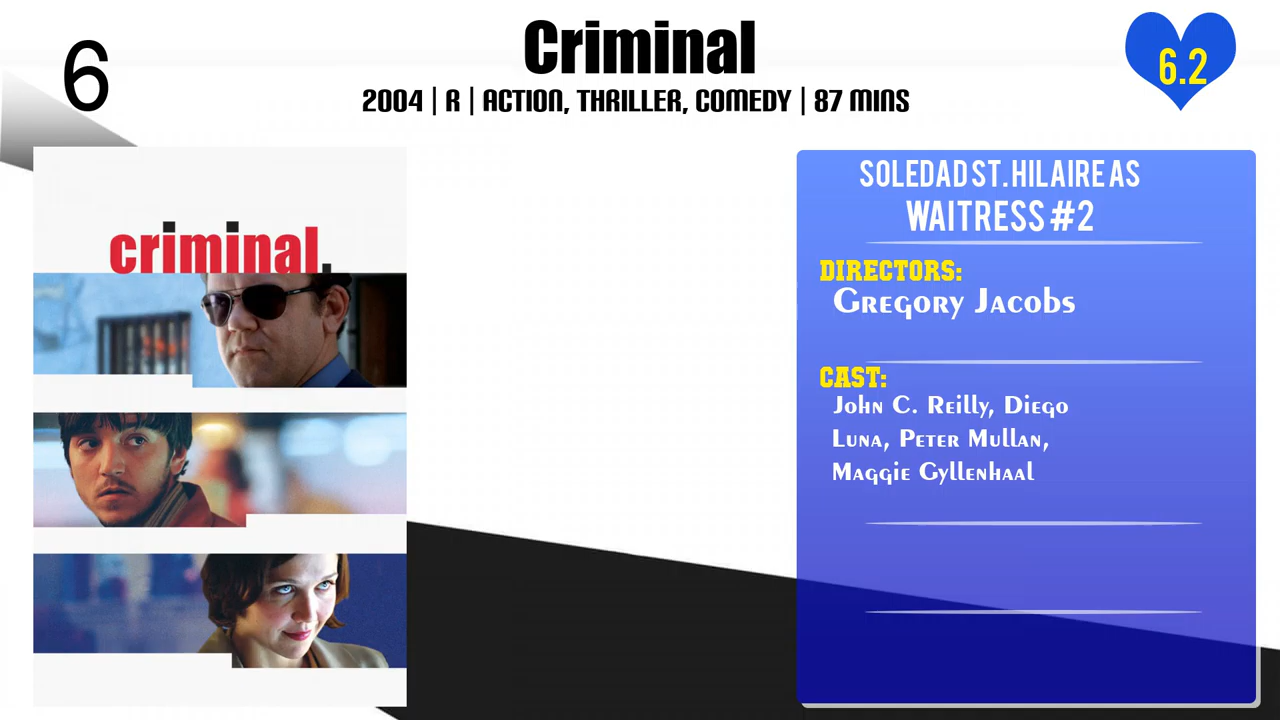 6
Criminal
2004 | R | ACTION, THRILLER, COMEDY | 87 MINS
6.2
criminal.
SOLEDAD ST. HILAIRE AS
WAITRESS #2
DIRECTORS:
Gregory Jacobs
CAST:
John C. Reilly, Diego
Luna, Peter Mullan,
Maggie Gyllenhaal